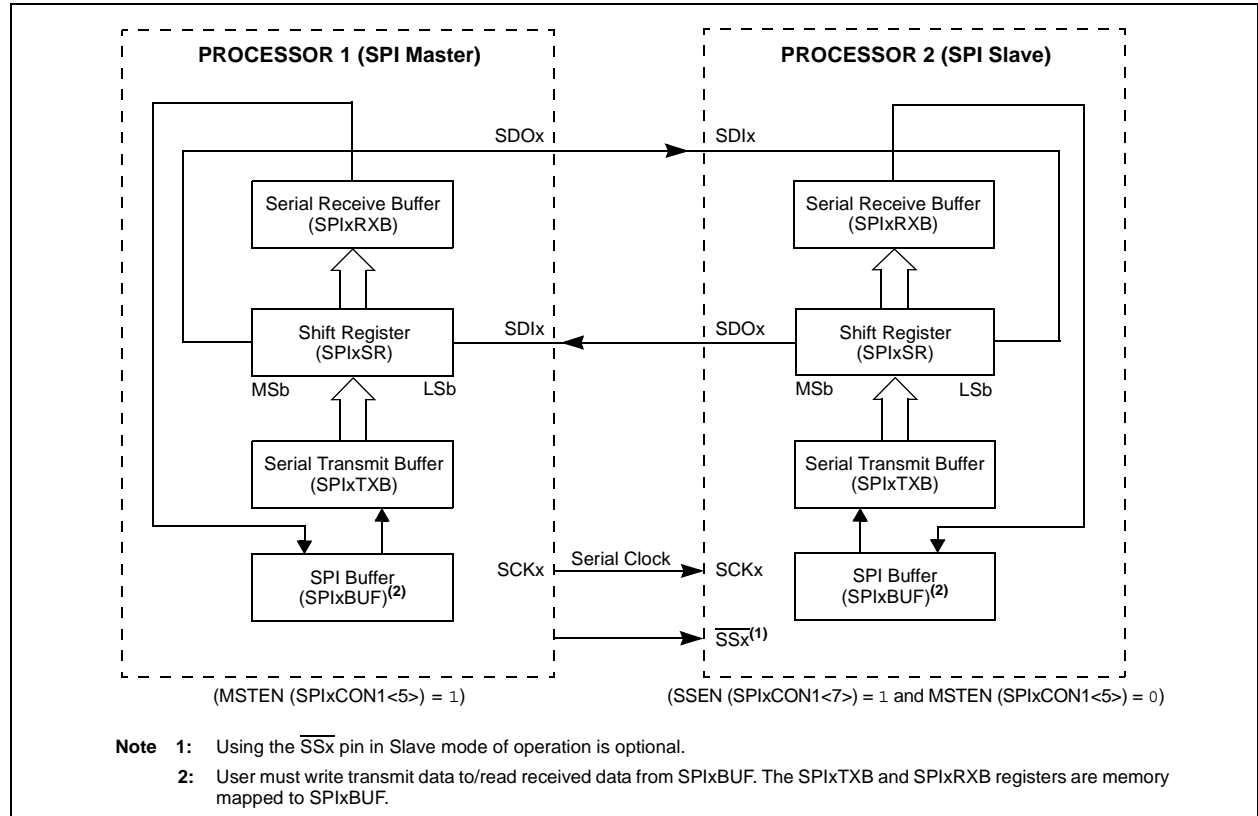 PROCESSOR 1 (SPI Master)
SDOx
Serial Receive Buffer
(SPIxRXB)
Shift Register
(SPIxSR)
SDIx
MSb
LSb
Serial Transmit Buffer
(SPIxTXB)
SPI Buffer
(SPIxBUF)(2)
SCKx
Serial Clock
(MSTEN (SPIxCON1<5>) = 1)
PROCESSOR 2 (SPI Slave)
SDIx
Serial Receive Buffer
(SPIxRXB)
SDOx
Shift Register
(SPIxSR)
MSb
LSb
Serial Transmit Buffer
(SPIxTXB)
SCKx
SPI Buffer
(SPIxBUF)(2)
SSx(1)
(SSEN (SPIxCON1<7>) = 1 and MSTEN (SPIxCON1<5>) = 0)
Note 1: Using the SSx pin in Slave mode of operation is optional.
2: User must write transmit data to/read received data from SPIxBUF. The SPIxTXB and SPIxRXB registers are memory
mapped to SPIxBUF.